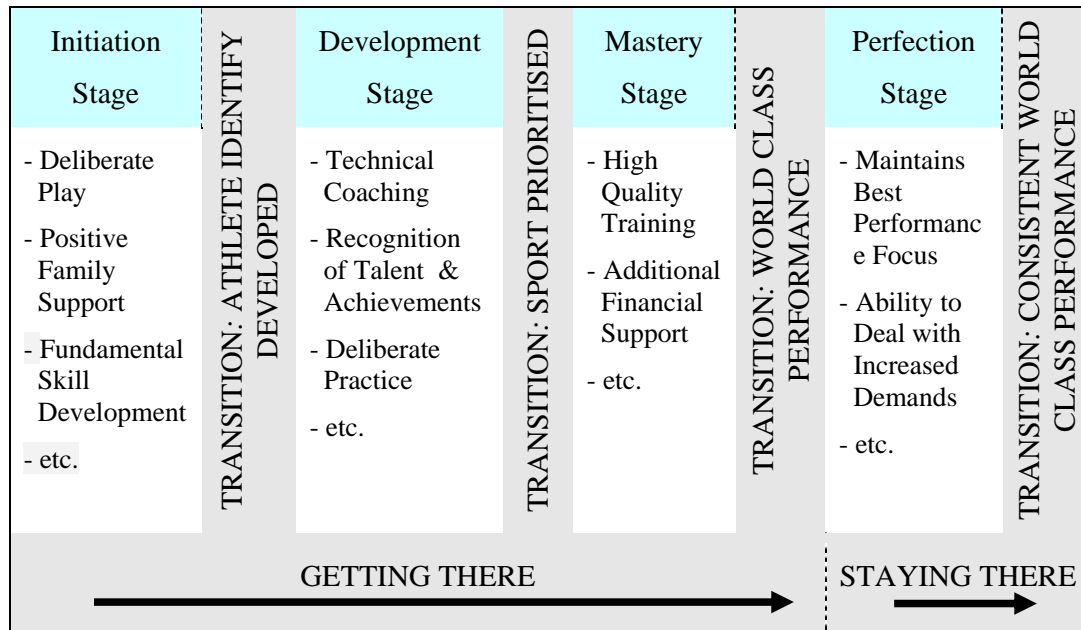 Initiation
Stage
- Deliberate
Play
- Positive
Family
Support
- Fundamental
Skill
Development
- etc.
TRANSITION: ATHLETE IDENTIFY
DEVELOPED
Development
Stage
- Technical
Coaching
- Recognition
of Talent &
Achievements
- Deliberate
Practice
- etc.
TRANSITION: SPORT PRIORITISED
Mastery
Stage
- High
Quality
Training
- Additional
Financial
Support
- etc.
TRANSITION: WORLD CLASS
PERFORMANCE
Perfection
Stage
- Maintains
Best
Performanc
e Focus
- Ability to
Deal with
Increased
Demands
- etc.
TRANSITION: CONSISTENT WORLD
CLASS PERFORMANCE
GETTING THERE
STAYING THERE